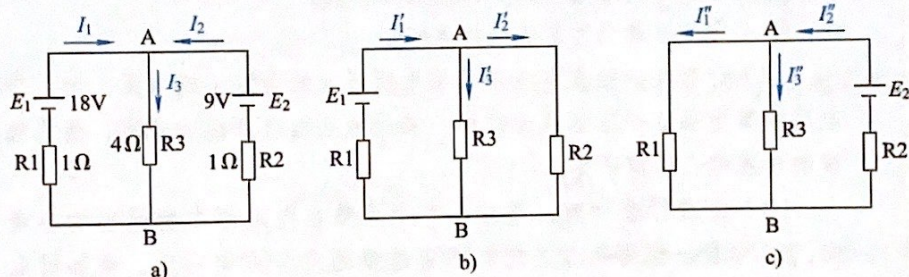 I₁ A I₂
E₁ 18V I₃ 9V E₂
R1 1Ω 4Ω R3 1Ω R2
B
a)
I₁′ A I₂′
E₁ I₃′
R1 R3 R2
B
b)
I₁″ A I₂″
I₃″ E₂
R1 R3 R2
B
c)